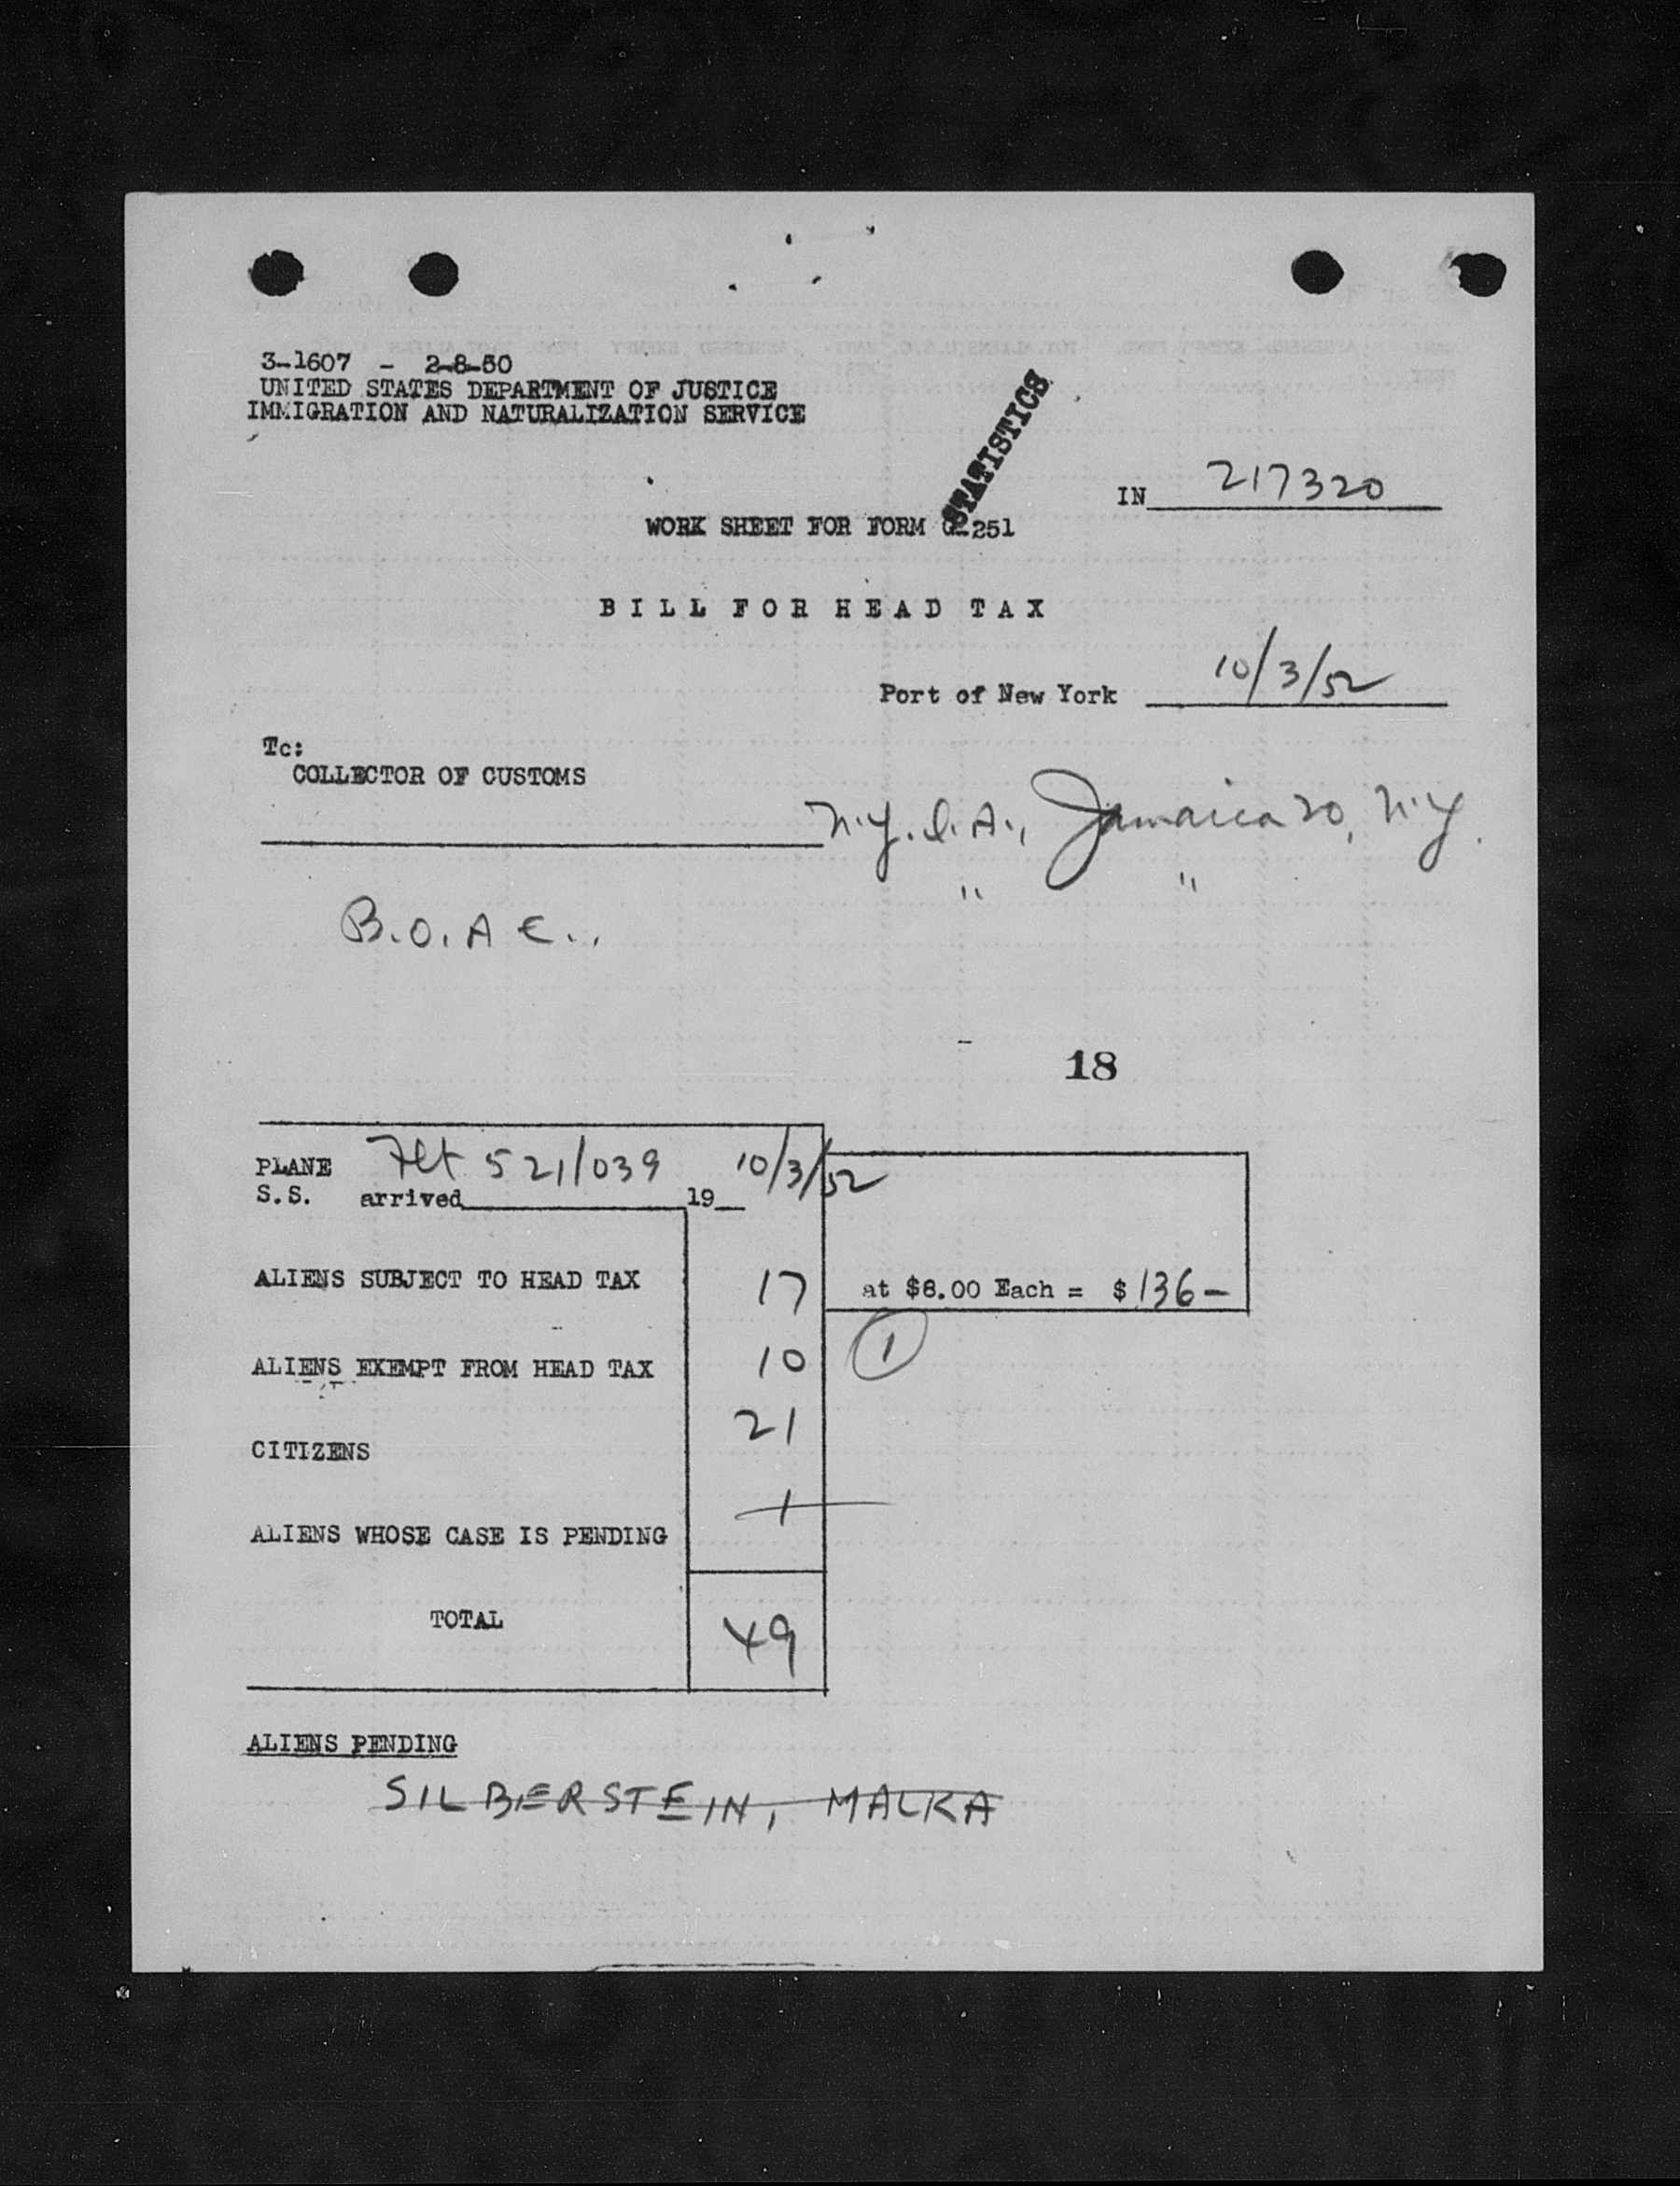 3-1607 - 2-8-50
UNITED STATES DEPARTMENT OF JUSTICE
IMMIGRATION AND NATURALIZATION SERVICE
STATISTICS
IN 217320
WORK SHEET FOR FORM G-251
BILL FOR HEAD TAX
Port of New York 10/3/52
To:
COLLECTOR OF CUSTOMS
N.Y.I.A., Jamaica 20, N.Y.
" "
B.O.A.C.,
18
PLANE Flt 521/039 10/3/52
S.S. arrived 19
ALIENS SUBJECT TO HEAD TAX 17 at $8.00 Each = $ 136 -
ALIENS EXEMPT FROM HEAD TAX 10 1
CITIZENS 21
ALIENS WHOSE CASE IS PENDING 1
TOTAL 49
ALIENS PENDING
SILBERSTEIN, MALKA